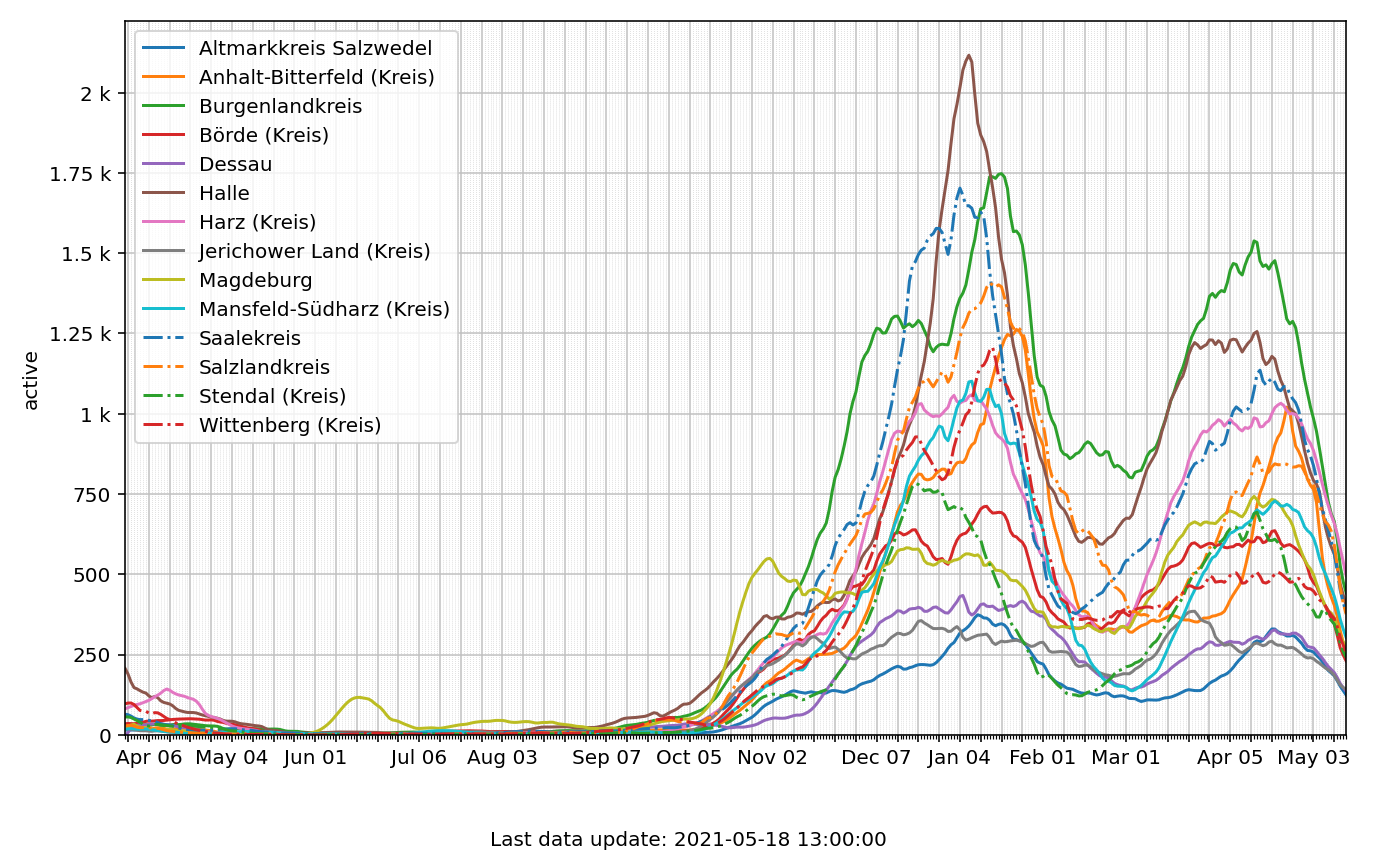 Altmarkkreis Salzwedel
Anhalt-Bitterfeld (Kreis)
Burgenlandkreis
Börde (Kreis)
Dessau
Halle
Harz (Kreis)
Jerichower Land (Kreis)
Magdeburg
Mansfeld-Südharz (Kreis)
Saalekreis
Salzlandkreis
Stendal (Kreis)
Wittenberg (Kreis)
active
2 k
1.75 k
1.5 k
1.25 k
1 k
750
500
250
0
Apr 06 May 04 Jun 01 Jul 06 Aug 03 Sep 07 Oct 05 Nov 02 Dec 07 Jan 04 Feb 01 Mar 01 Apr 05 May 03
Last data update: 2021-05-18 13:00:00